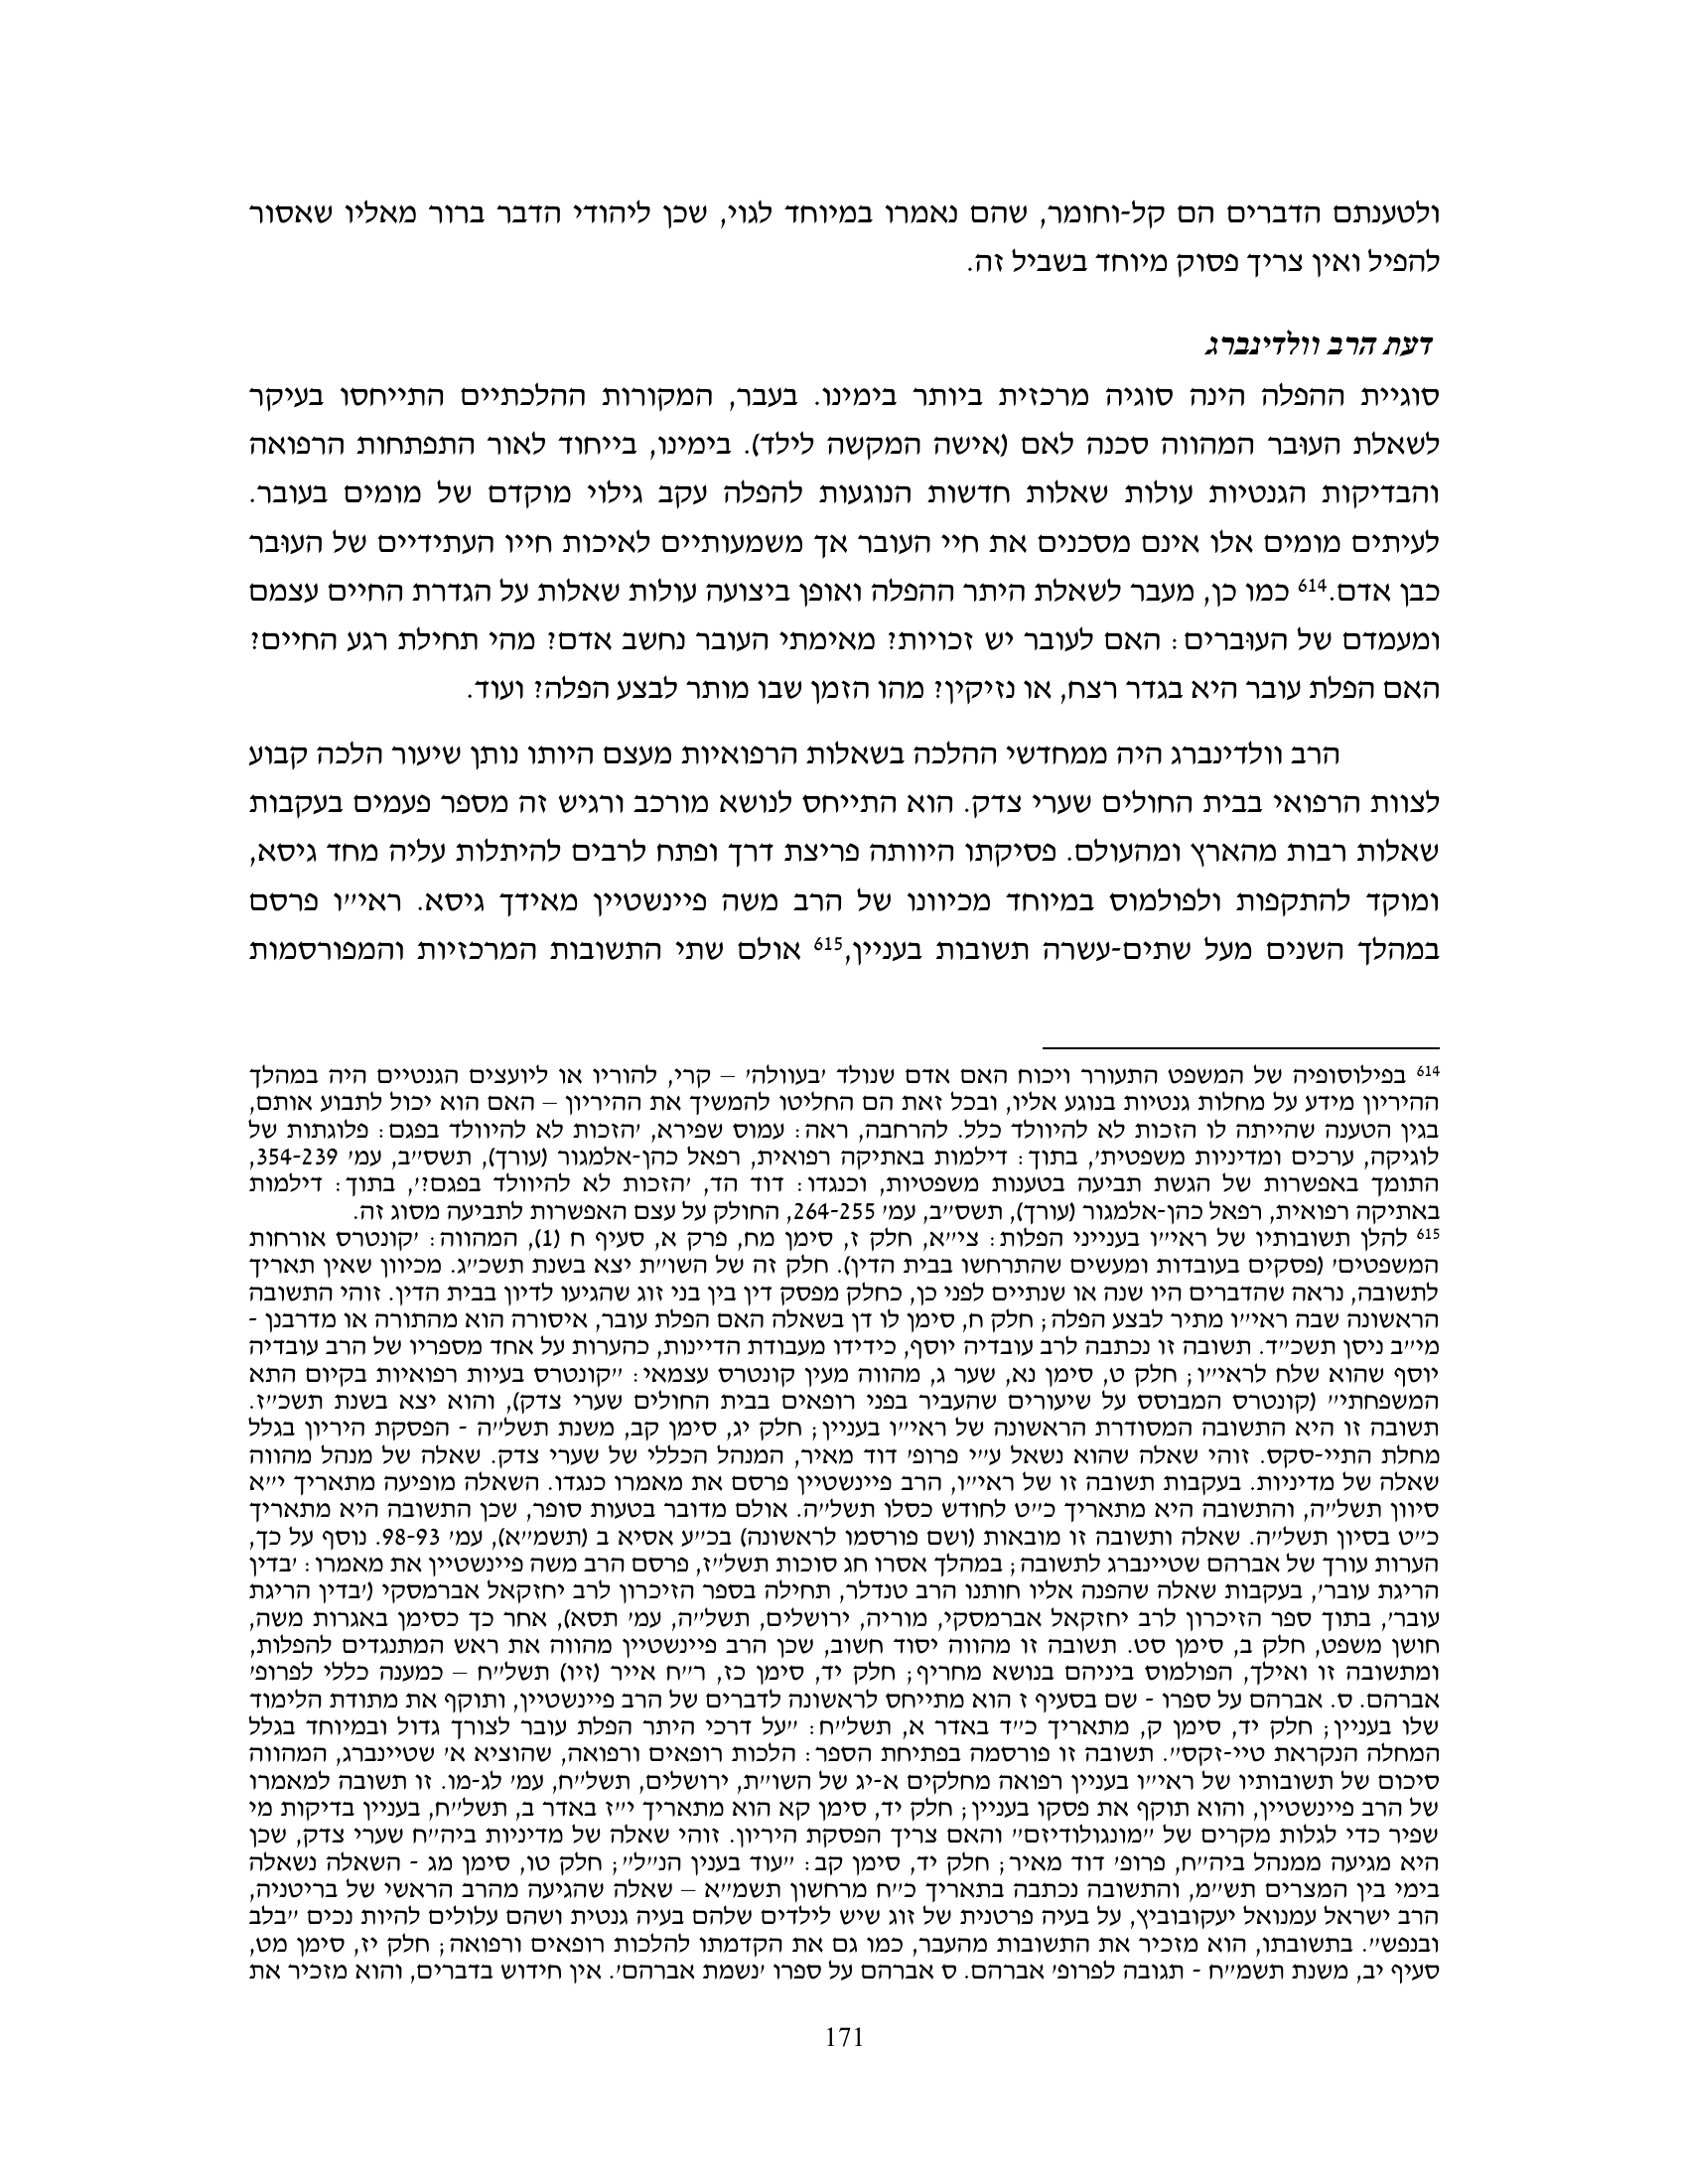 ולטענתם הדברים הם קל-וחומר, שהם נאמרו במיוחד לגוי, שכן ליהודי הדבר ברור מאליו שאסור
להפיל ואין צריך פסוק מיוחד בשביל זה.
דעת הרב וולדינברג
סוגיית ההפלה הינה סוגיה מרכזית ביותר בימינו. בעבר, המקורות ההלכתיים התייחסו בעיקר
לשאלת העוּבר המהווה סכנה לאם (אישה המקשה לילד). בימינו, בייחוד לאור התפתחות הרפואה
והבדיקות הגנטיות עולות שאלות חדשות הנוגעות להפלה עקב גילוי מוקדם של מומים בעובר.
לעיתים מומים אלו אינם מסכנים את חיי העובר אך משמעותיים לאיכות חייו העתידיים של העוּבר
כבן אדם.614 כמו כן, מעבר לשאלת היתר ההפלה ואופן ביצועה עולות שאלות על הגדרת החיים עצמם
ומעמדם של העוּברים: האם לעובר יש זכויות? מאימתי העובר נחשב אדם? מהי תחילת רגע החיים?
האם הפלת עובר היא בגדר רצח, או נזיקין? מהו הזמן שבו מותר לבצע הפלה? ועוד.
הרב וולדינברג היה ממחדשי ההלכה בשאלות הרפואיות מעצם היותו נותן שיעור הלכה קבוע
לצוות הרפואי בבית החולים שערי צדק. הוא התייחס לנושא מורכב ורגיש זה מספר פעמים בעקבות
שאלות רבות מהארץ ומהעולם. פסיקתו היוותה פריצת דרך ופתח לרבים להיתלות עליה מחד גיסא,
ומוקד להתקפות ולפולמוס במיוחד מכיוונו של הרב משה פיינשטיין מאידך גיסא. ראי״ו פרסם
במהלך השנים מעל שתים-עשרה תשובות בעניין,615 אולם שתי התשובות המרכזיות והמפורסמות
614 בפילוסופיה של המשפט התעורר ויכוח האם אדם שנולד ׳בעוולה׳ – קרי, להוריו או ליועצים הגנטיים היה במהלך
ההיריון מידע על מחלות גנטיות בנוגע אליו, ובכל זאת הם החליטו להמשיך את ההיריון – האם הוא יכול לתבוע אותם,
בגין הטענה שהייתה לו הזכות לא להיוולד כלל. להרחבה, ראה: עמוס שפירא, ׳הזכות לא להיוולד בפגם: פלוגתות של
לוגיקה, ערכים ומדיניות משפטית׳, בתוך: דילמות באתיקה רפואית, רפאל כהן-אלמגור (עורך), תשס״ב, עמ׳ 354-239,
התומך באפשרות של הגשת תביעה בטענות משפטיות, וכנגדו: דוד הד, ׳הזכות לא להיוולד בפגם?׳, בתוך: דילמות
באתיקה רפואית, רפאל כהן-אלמגור (עורך), תשס״ב, עמ׳ 264-255, החולק על עצם האפשרות לתביעה מסוג זה.
615 להלן תשובותיו של ראי״ו בענייני הפלות: צי״א, חלק ז, סימן מח, פרק א, סעיף ח (1), המהווה: ׳קונטרס אורחות
המשפטים׳ (פסקים בעובדות ומעשים שהתרחשו בבית הדין). חלק זה של השו״ת יצא בשנת תשכ״ג. מכיוון שאין תאריך
לתשובה, נראה שהדברים היו שנה או שנתיים לפני כן, כחלק מפסק דין בין בני זוג שהגיעו לדיון בבית הדין. זוהי התשובה
הראשונה שבה ראי״ו מתיר לבצע הפלה; חלק ח, סימן לו דן בשאלה האם הפלת עובר, איסורה הוא מהתורה או מדרבנן -
מי״ב ניסן תשכ״ד. תשובה זו נכתבה לרב עובדיה יוסף, כידידו מעבודת הדיינות, כהערות על אחד מספריו של הרב עובדיה
יוסף שהוא שלח לראי״ו; חלק ט, סימן נא, שער ג, מהווה מעין קונטרס עצמאי: ״קונטרס בעיות רפואיות בקיום התא
המשפחתי״ (קונטרס המבוסס על שיעורים שהעביר בפני רופאים בבית החולים שערי צדק), והוא יצא בשנת תשכ״ז.
תשובה זו היא התשובה המסודרת הראשונה של ראי״ו בעניין; חלק יג, סימן קב, משנת תשל״ה - הפסקת היריון בגלל
מחלת התיי-סקס. זוהי שאלה שהוא נשאל ע״י פרופ׳ דוד מאיר, המנהל הכללי של שערי צדק. שאלה של מנהל מהווה
שאלה של מדיניות. בעקבות תשובה זו של ראי״ו, הרב פיינשטיין פרסם את מאמרו כנגדו. השאלה מופיעה מתאריך י״א
סיוון תשל״ה, והתשובה היא מתאריך כ״ט לחודש כסלו תשל״ה. אולם מדובר בטעות סופר, שכן התשובה היא מתאריך
כ״ט בסיון תשל״ה. שאלה ותשובה זו מובאות (ושם פורסמו לראשונה) בכ״ע אסיא ב (תשמ״א), עמ׳ 98-93. נוסף על כך,
הערות עורך של אברהם שטיינברג לתשובה; במהלך אסרו חג סוכות תשל״ז, פרסם הרב משה פיינשטיין את מאמרו: ׳בדין
הריגת עובר׳, בעקבות שאלה שהפנה אליו חותנו הרב טנדלר, תחילה בספר הזיכרון לרב יחזקאל אברמסקי (׳בדין הריגת
עובר׳, בתוך ספר הזיכרון לרב יחזקאל אברמסקי, מוריה, ירושלים, תשל״ה, עמ׳ תסא), אחר כך כסימן באגרות משה,
חושן משפט, חלק ב, סימן סט. תשובה זו מהווה יסוד חשוב, שכן הרב פיינשטיין מהווה את ראש המתנגדים להפלות,
ומתשובה זו ואילך, הפולמוס ביניהם בנושא מחריף; חלק יד, סימן כז, ר״ח אייר (זיו) תשל״ח – כמענה כללי לפרופ׳
אברהם. ס. אברהם על ספרו - שם בסעיף ז הוא מתייחס לראשונה לדברים של הרב פיינשטיין, ותוקף את מתודת הלימוד
שלו בעניין; חלק יד, סימן ק, מתאריך כ״ד באדר א, תשל״ח: ״על דרכי היתר הפלת עובר לצורך גדול ובמיוחד בגלל
המחלה הנקראת טיי-זקס״. תשובה זו פורסמה בפתיחת הספר: הלכות רופאים ורפואה, שהוציא א׳ שטיינברג, המהווה
סיכום של תשובותיו של ראי״ו בעניין רפואה מחלקים א-יג של השו״ת, ירושלים, תשל״ח, עמ׳ לג-מו. זו תשובה למאמרו
של הרב פיינשטיין, והוא תוקף את פסקו בעניין; חלק יד, סימן קא הוא מתאריך י״ז באדר ב, תשל״ח, בעניין בדיקות מי
שפיר כדי לגלות מקרים של ״מונגולודיזם״ והאם צריך הפסקת היריון. זוהי שאלה של מדיניות ביה״ח שערי צדק, שכן
היא מגיעה ממנהל ביה״ח, פרופ׳ דוד מאיר; חלק יד, סימן קב: ״עוד בענין הנ״ל״; חלק טו, סימן מג - השאלה נשאלה
בימי בין המצרים תש״מ, והתשובה נכתבה בתאריך כ״ח מרחשון תשמ״א – שאלה שהגיעה מהרב הראשי של בריטניה,
הרב ישראל עמנואל יעקובוביץ, על בעיה פרטנית של זוג שיש לילדים שלהם בעיה גנטית ושהם עלולים להיות נכים ״בלב
ובנפש״. בתשובתו, הוא מזכיר את התשובות מהעבר, כמו גם את הקדמתו להלכות רופאים ורפואה; חלק יז, סימן מט,
סעיף יב, משנת תשמ״ח - תגובה לפרופ׳ אברהם. ס אברהם על ספרו ׳נשמת אברהם׳. אין חידוש בדברים, והוא מזכיר את
171